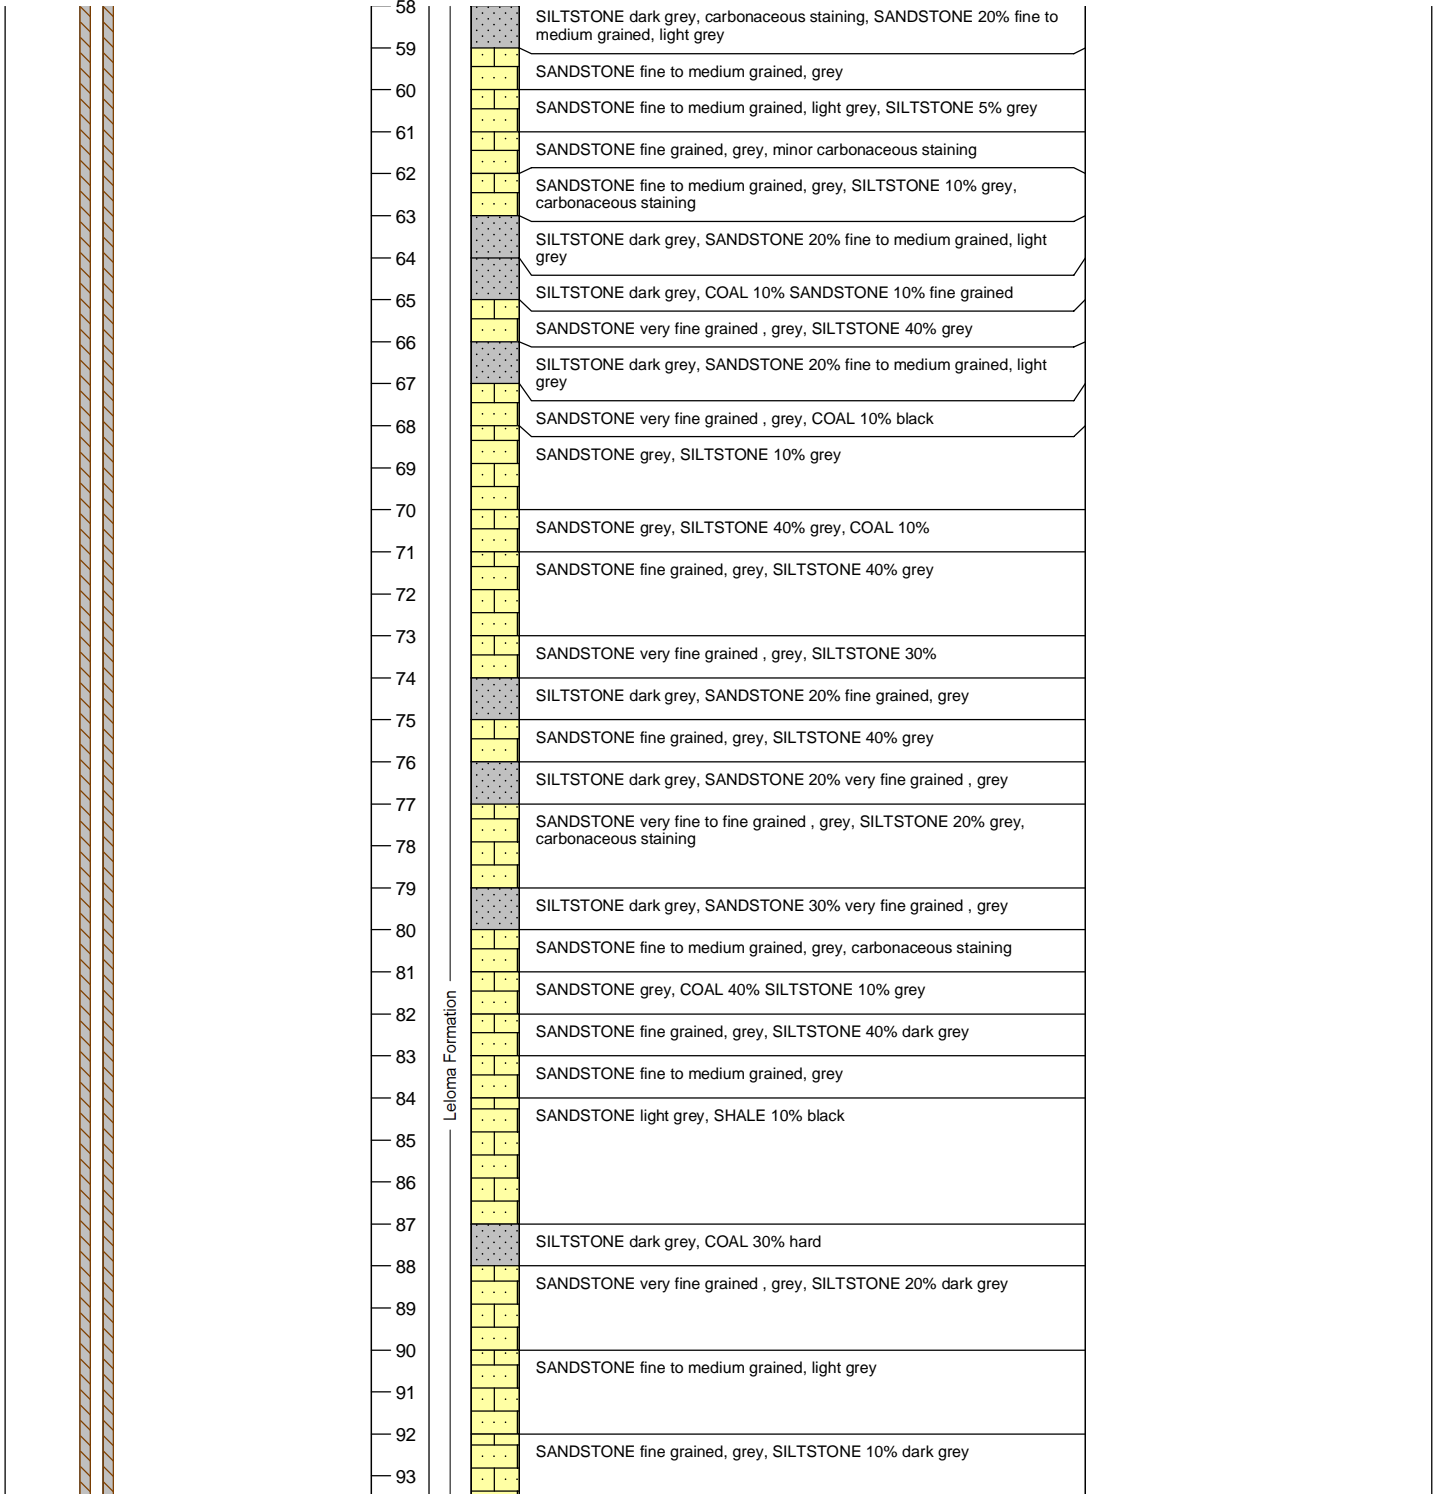 58
SILTSTONE dark grey, carbonaceous staining, SANDSTONE 20% fine to
medium grained, light grey
59
SANDSTONE fine to medium grained, grey
60
SANDSTONE fine to medium grained, light grey, SILTSTONE 5% grey
61
SANDSTONE fine grained, grey, minor carbonaceous staining
62
SANDSTONE fine to medium grained, grey, SILTSTONE 10% grey,
carbonaceous staining
63
SILTSTONE dark grey, SANDSTONE 20% fine to medium grained, light
grey
64
SILTSTONE dark grey, COAL 10% SANDSTONE 10% fine grained
65
SANDSTONE very fine grained , grey, SILTSTONE 40% grey
66
SILTSTONE dark grey, SANDSTONE 20% fine to medium grained, light
grey
67
SANDSTONE very fine grained , grey, COAL 10% black
68
SANDSTONE grey, SILTSTONE 10% grey
69
70
SANDSTONE grey, SILTSTONE 40% grey, COAL 10%
71
SANDSTONE fine grained, grey, SILTSTONE 40% grey
72
73
SANDSTONE very fine grained , grey, SILTSTONE 30%
74
SILTSTONE dark grey, SANDSTONE 20% fine grained, grey
75
SANDSTONE fine grained, grey, SILTSTONE 40% grey
76
SILTSTONE dark grey, SANDSTONE 20% very fine grained , grey
77
SANDSTONE very fine to fine grained , grey, SILTSTONE 20% grey,
carbonaceous staining
78
79
SILTSTONE dark grey, SANDSTONE 30% very fine grained , grey
80
SANDSTONE fine to medium grained, grey, carbonaceous staining
81
SANDSTONE grey, COAL 40% SILTSTONE 10% grey
82
SANDSTONE fine grained, grey, SILTSTONE 40% dark grey
83
Leloma Formation
SANDSTONE fine to medium grained, grey
84
SANDSTONE light grey, SHALE 10% black
85
86
87
SILTSTONE dark grey, COAL 30% hard
88
SANDSTONE very fine grained , grey, SILTSTONE 20% dark grey
89
90
SANDSTONE fine to medium grained, light grey
91
92
SANDSTONE fine grained, grey, SILTSTONE 10% dark grey
93